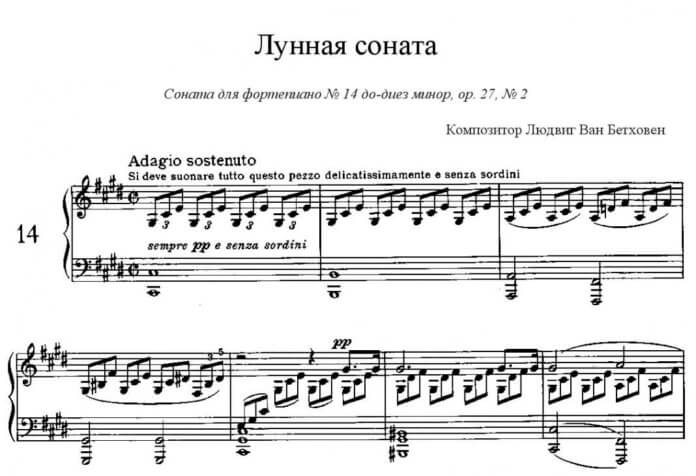 Лунная соната
Соната для фортепиано № 14 до-диез минор, ор. 27, № 2
Композитор Людвиг Ван Бетховен
Adagio sostenuto
Si deve suonare tutto questo pezzo delicatissimamente e senza sordini
3 3 3 3
14
sempre pp e senza sordini
3 5
pp